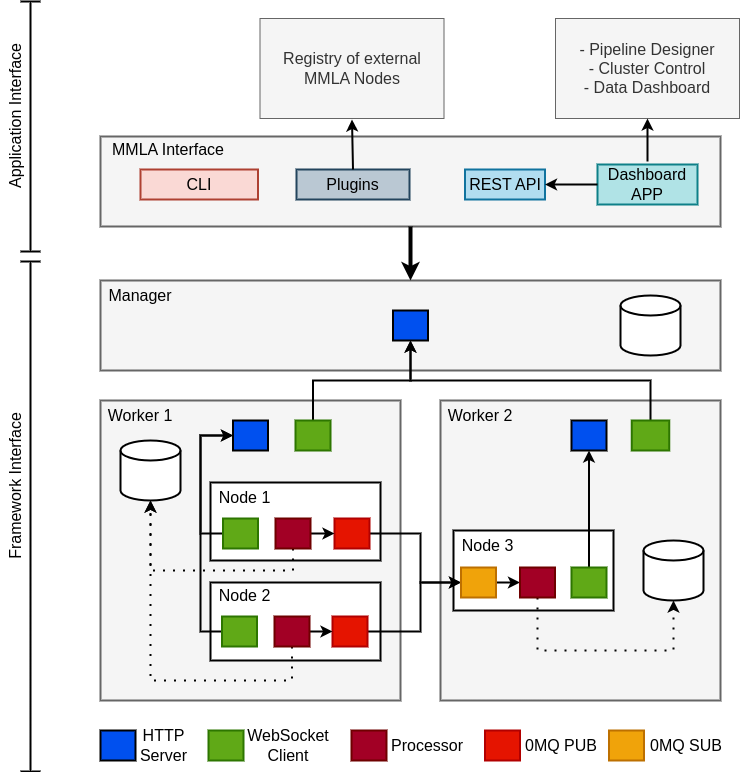 Application Interface
Registry of external
MMLA Nodes
- Pipeline Designer
- Cluster Control
- Data Dashboard
MMLA Interface
CLI
Plugins
REST API
Dashboard
APP
Framework Interface
Manager
Worker 1
Node 1
Node 2
Worker 2
Node 3
HTTP
Server
WebSocket
Client
Processor
0MQ PUB
0MQ SUB